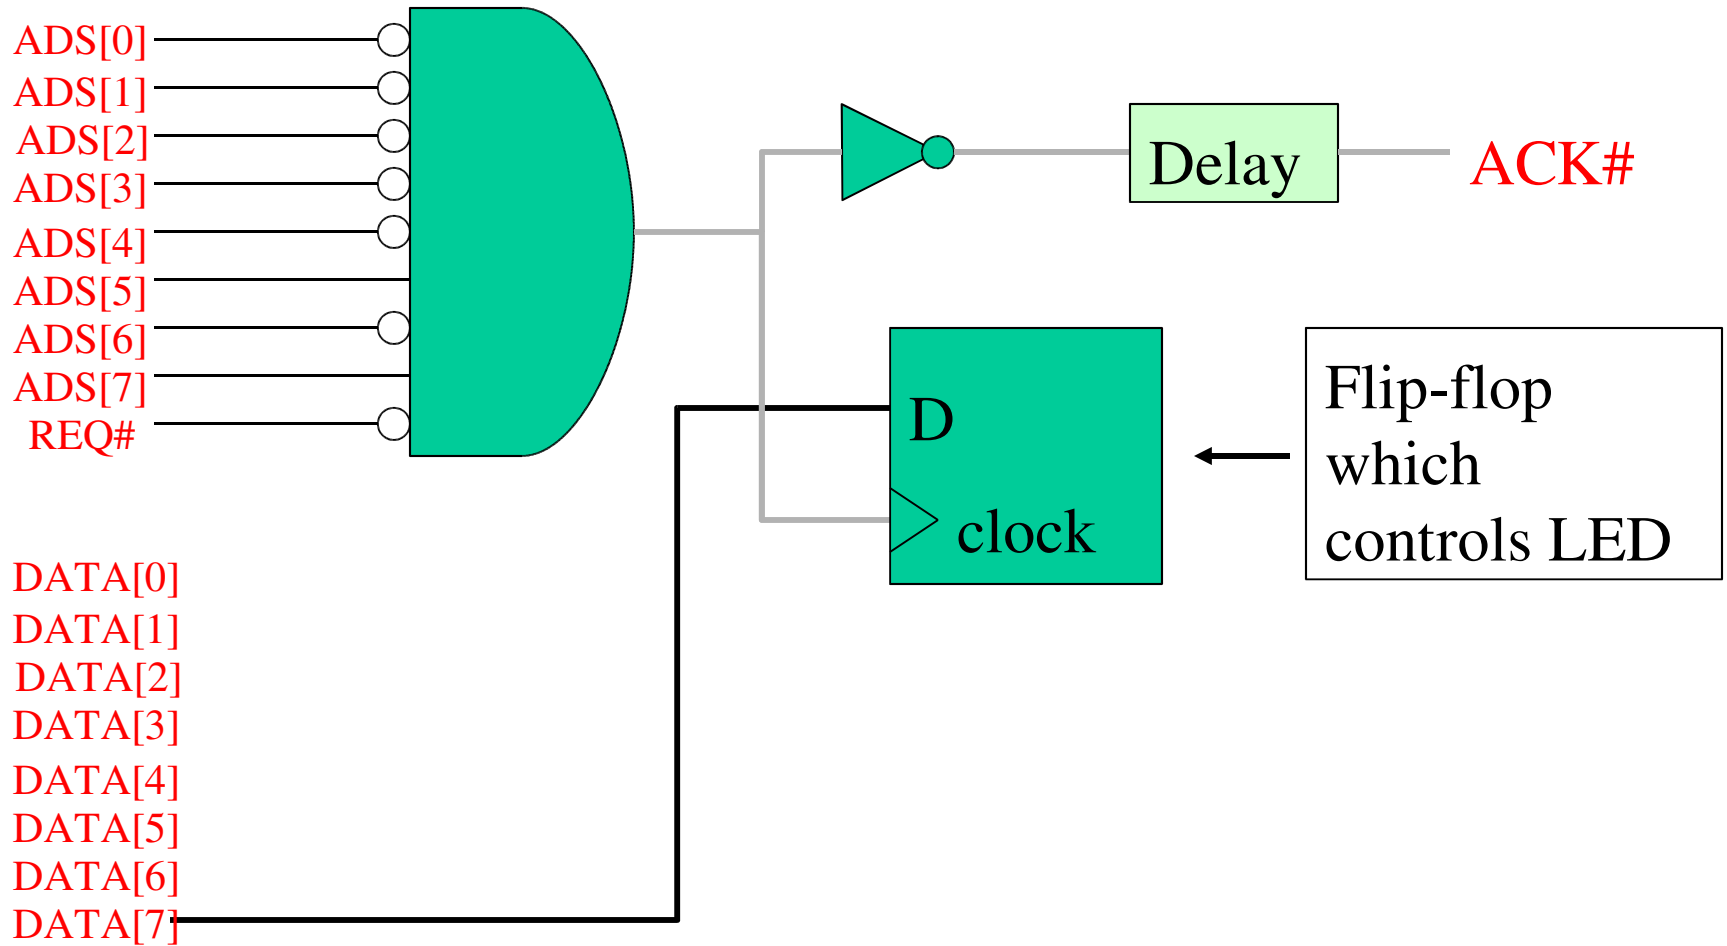 ADS[0]
ADS[1]
ADS[2]
ADS[3]
ADS[4]
ADS[5]
ADS[6]
ADS[7]
REQ#
Delay
ACK#
D
clock
Flip-flop
which
controls LED
DATA[0]
DATA[1]
DATA[2]
DATA[3]
DATA[4]
DATA[5]
DATA[6]
DATA[7]